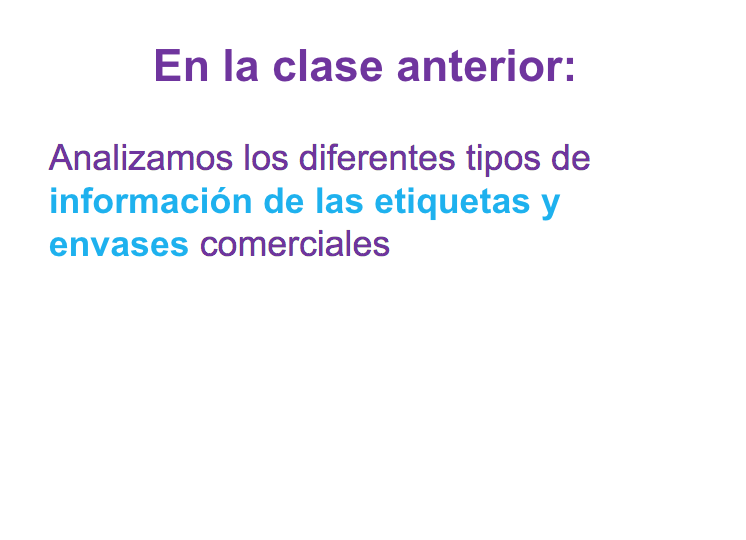 En la clase anterior:
Analizamos los diferentes tipos de
información de las etiquetas y
envases comerciales